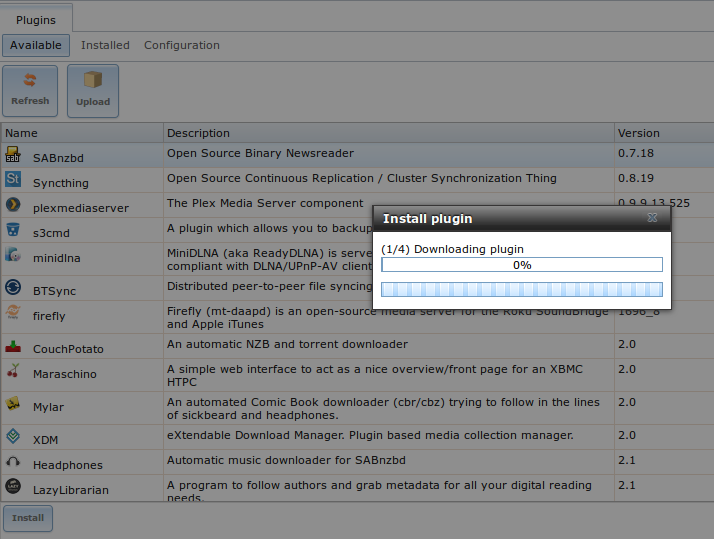 Plugins
Available Installed Configuration
Refresh Upload
Name Description Version
SABnzbd Open Source Binary Newsreader 0.7.18
Syncthing Open Source Continuous Replication / Cluster Synchronization Thing 0.8.19
plexmediaserver The Plex Media Server component 0.9.9.13.525
s3cmd A plugin which allows you to backup
minidlna MiniDLNA (aka ReadyDLNA) is serve
compliant with DLNA/UPnP-AV client
BTSync Distributed peer-to-peer file syncing
firefly Firefly (mt-daapd) is an open-source media server for the Roku SoundBridge 1696_8
and Apple iTunes
CouchPotato An automatic NZB and torrent downloader 2.0
Maraschino A simple web interface to act as a nice overview/front page for an XBMC 2.0
HTPC
Mylar An automated Comic Book downloader (cbr/cbz) trying to follow in the lines 2.0
of sickbeard and headphones.
XDM eXtendable Download Manager. Plugin based media collection manager. 2.0
Headphones Automatic music downloader for SABnzbd 2.1
LazyLibrarian A program to follow authors and grab metadata for all your digital reading 2.1
needs.
Install
Install plugin
(1/4) Downloading plugin
0%